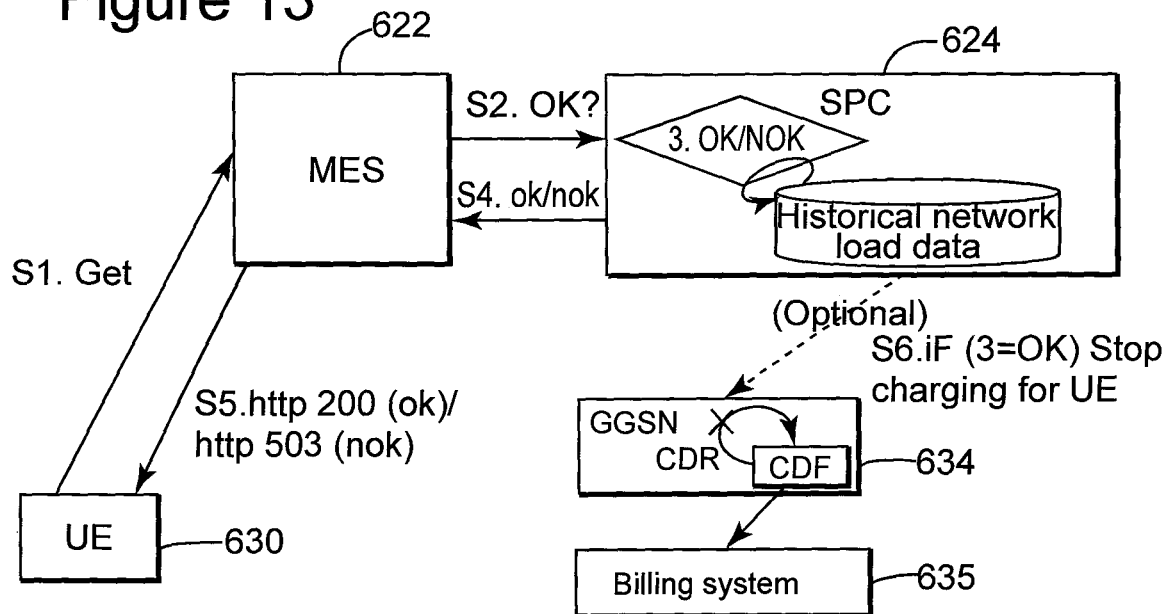 Figure 13
622
624
MES
S2. OK?
S4. ok/nok
SPC
3. OK/NOK
Historical network
load data
S1. Get
S5.http 200 (ok)/
http 503 (nok)
UE
630
(Optional)
S6.iF (3=OK) Stop
charging for UE
GGSN
CDR
CDF
634
Billing system
635